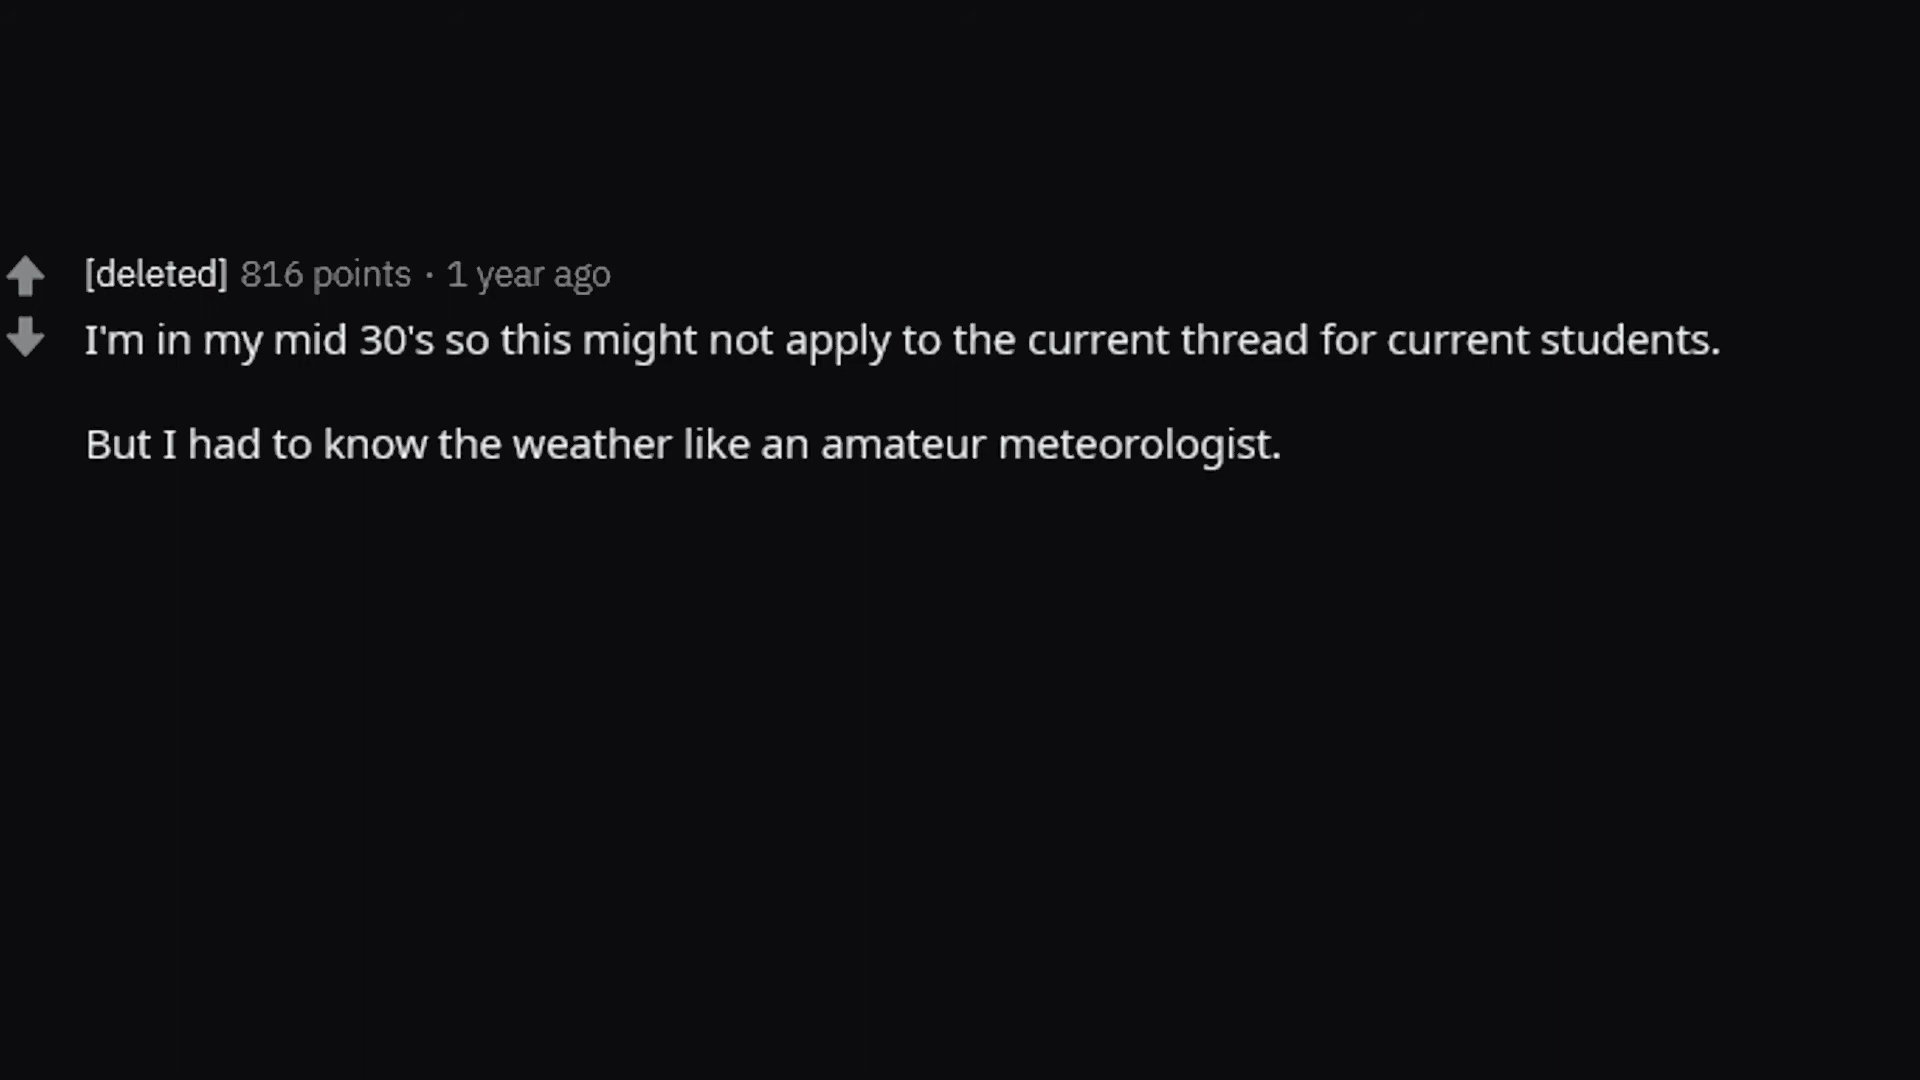 [deleted] 816 points · 1 year ago
I'm in my mid 30's so this might not apply to the current thread for current students.
But I had to know the weather like an amateur meteorologist.